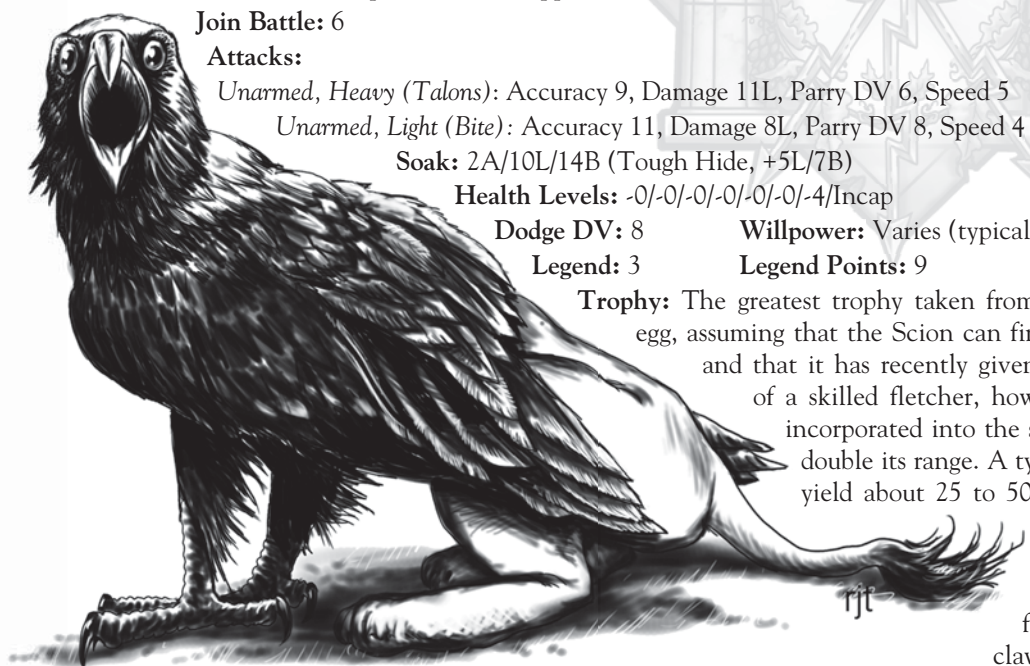 Join Battle: 6
Attacks:
Unarmed, Heavy (Talons): Accuracy 9, Damage 11L, Parry DV 6, Speed 5
Unarmed, Light (Bite): Accuracy 11, Damage 8L, Parry DV 8, Speed 4
Soak: 2A/10L/14B (Tough Hide, +5L/7B)
Health Levels: -0/-0/-0/-0/-0/-0/-4/Incap
Dodge DV: 8 Willpower: Varies (typical
Legend: 3 Legend Points: 9
Trophy: The greatest trophy taken from
egg, assuming that the Scion can fin
and that it has recently given
of a skilled fletcher, how
incorporated into the s
double its range. A ty
yield about 25 to 50
rjt
f
claw